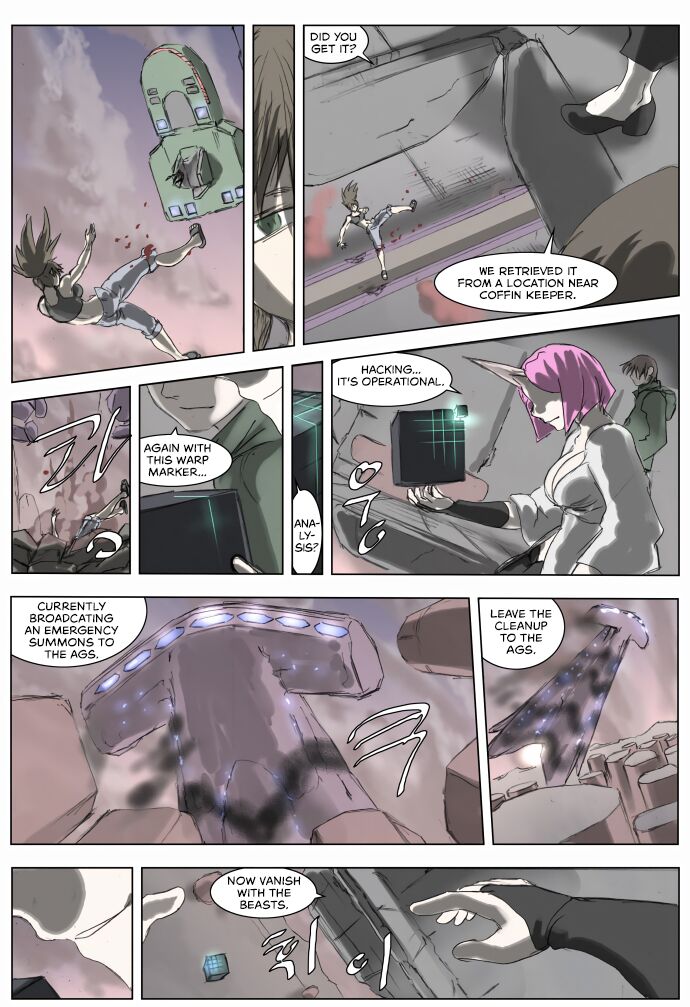 DID YOU
GET IT?
WE RETRIEVED IT
FROM A LOCATION NEAR
COFFIN KEEPER.
AGAIN WITH
THIS WARP
MARKER...
ANA-
LY-
SIS?
HACKING...
IT'S OPERATIONAL.
CURRENTLY
BROADCATING
AN EMERGENCY
SUMMONS TO
THE AGS.
LEAVE THE
CLEANUP
TO THE
AGS.
NOW VANISH
WITH THE
BEASTS.